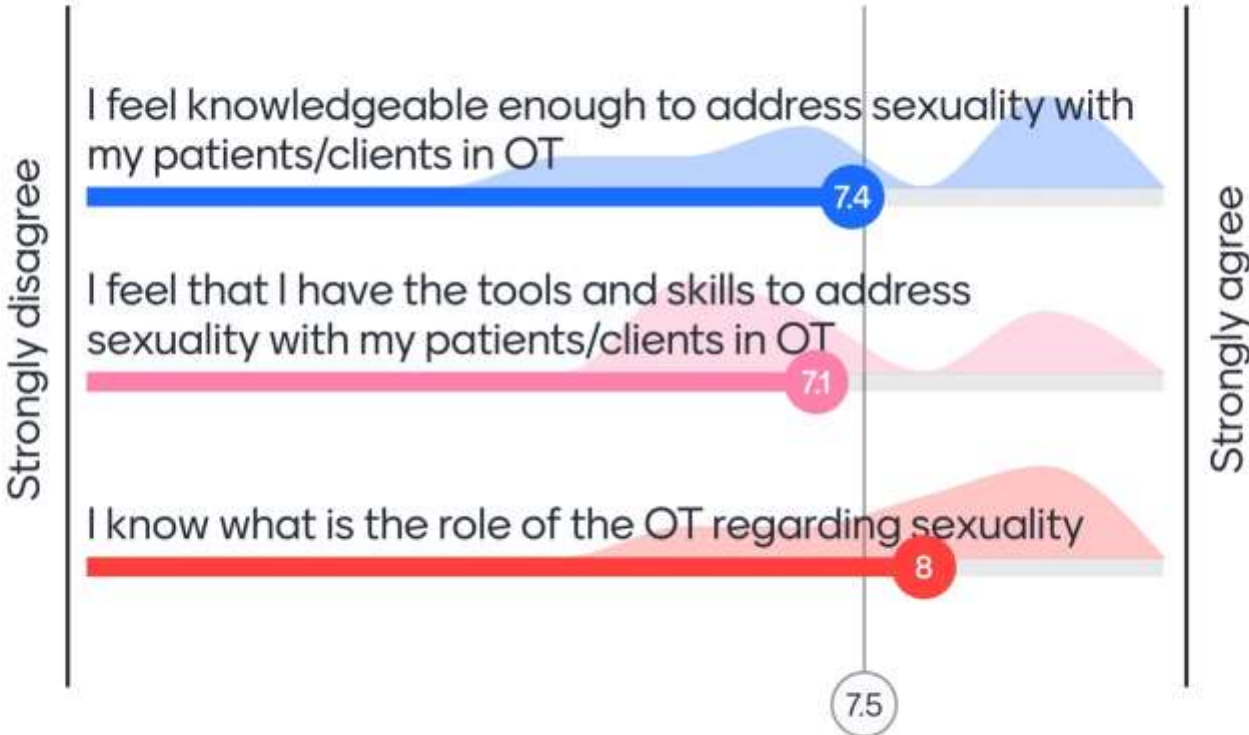 Strongly disagree
I feel knowledgeable enough to address sexuality with
my patients/clients in OT
7.4
I feel that I have the tools and skills to address
sexuality with my patients/clients in OT
7.1
I know what is the role of the OT regarding sexuality
8
7.5
Strongly agree